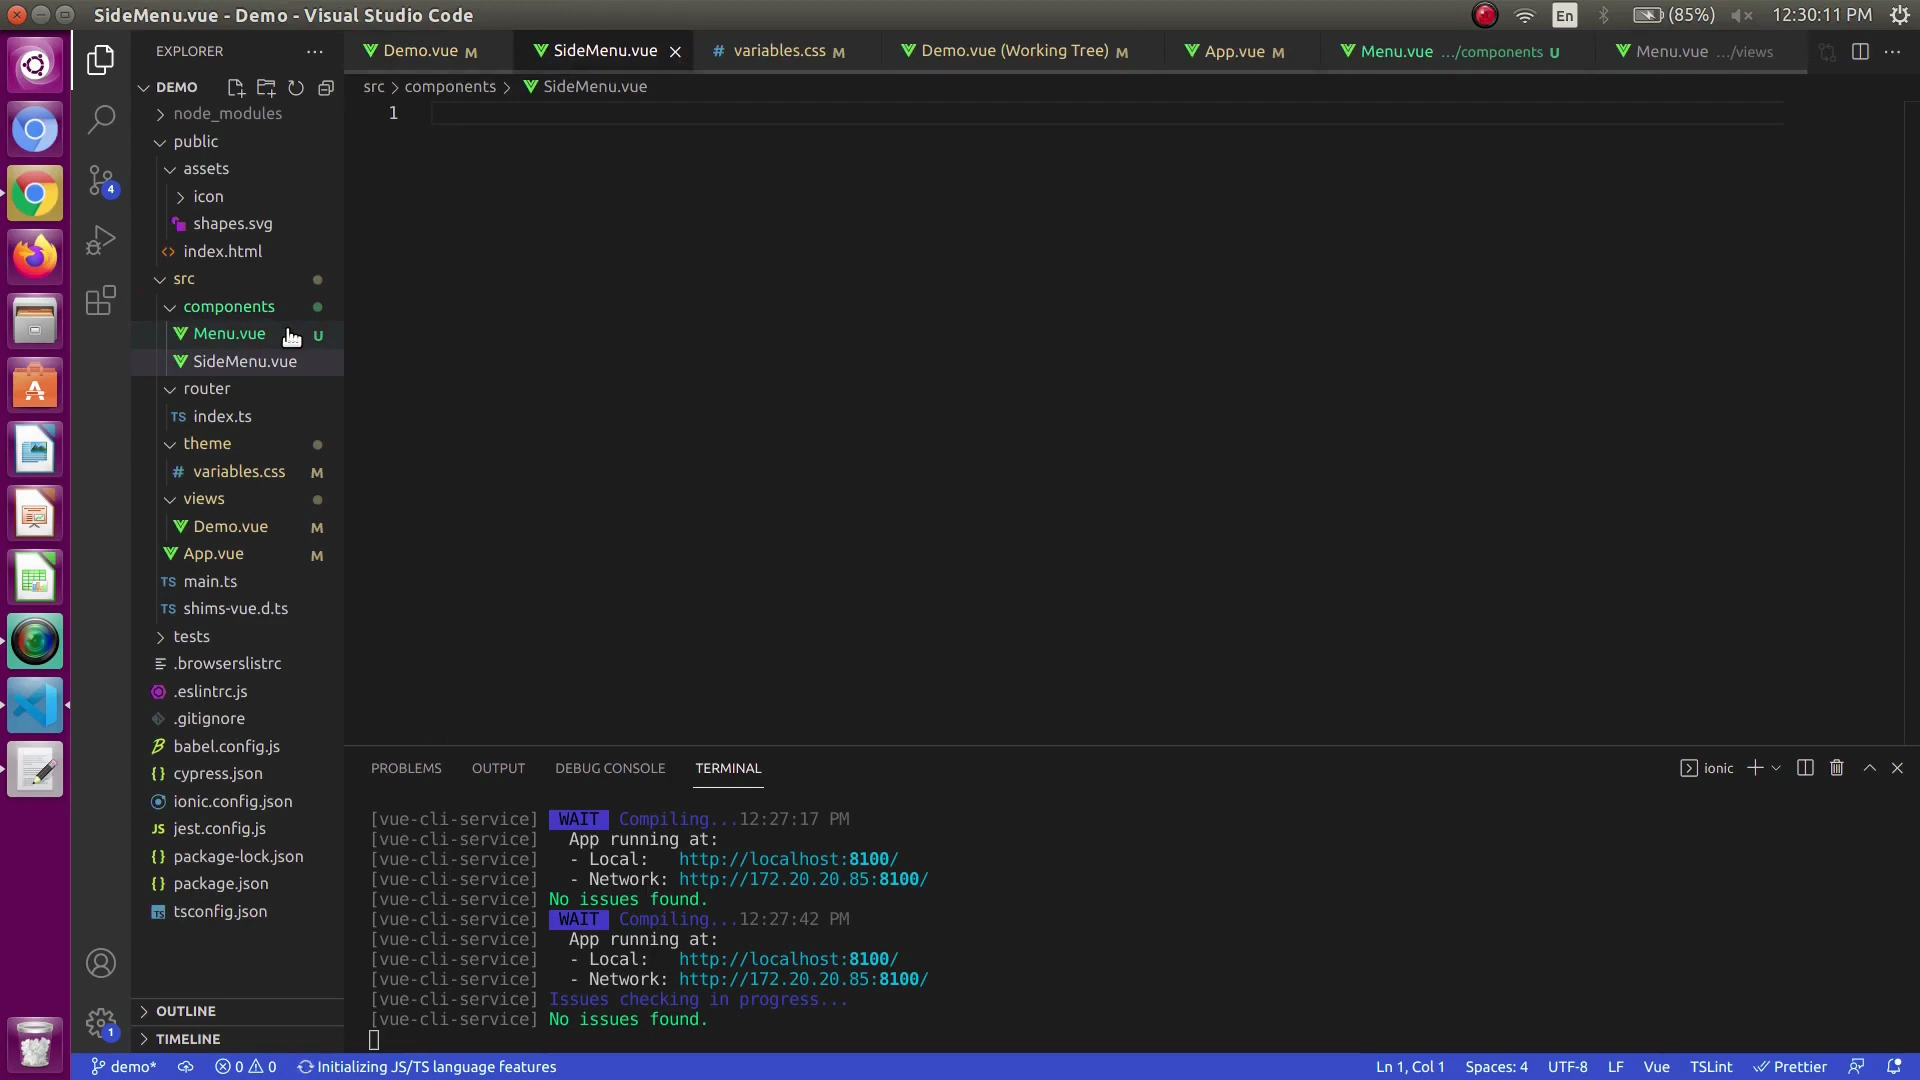 SideMenu.vue - Demo - Visual Studio Code
En
(85%)
12:30:11 PM
EXPLORER
Demo.vue M
SideMenu.vue
# variables.css M
Demo.vue (Working Tree) M
App.vue M
Menu.vue .../components U
Menu.vue .../views
DEMO
src > components > SideMenu.vue
1
node_modules
public
assets
icon
shapes.svg
index.html
src
components
Menu.vue U
SideMenu.vue
router
TS index.ts
theme
# variables.css M
views
Demo.vue M
App.vue M
TS main.ts
TS shims-vue.d.ts
tests
.browserslistrc
.eslintrc.js
.gitignore
babel.config.js
{} cypress.json
ionic.config.json
JS jest.config.js
{} package-lock.json
{} package.json
TS tsconfig.json
OUTLINE
TIMELINE
4
1
PROBLEMS
OUTPUT
DEBUG CONSOLE
TERMINAL
ionic
[vue-cli-service] WAIT Compiling...12:27:17 PM
[vue-cli-service] App running at:
[vue-cli-service] - Local: http://localhost:8100/
[vue-cli-service] - Network: http://172.20.20.85:8100/
[vue-cli-service] No issues found.
[vue-cli-service] WAIT Compiling...12:27:42 PM
[vue-cli-service] App running at:
[vue-cli-service] - Local: http://localhost:8100/
[vue-cli-service] - Network: http://172.20.20.85:8100/
[vue-cli-service] Issues checking in progress...
[vue-cli-service] No issues found.
demo*
0 0
Initializing JS/TS language features
Ln 1, Col 1
Spaces: 4
UTF-8
LF
Vue
TSLint
Prettier